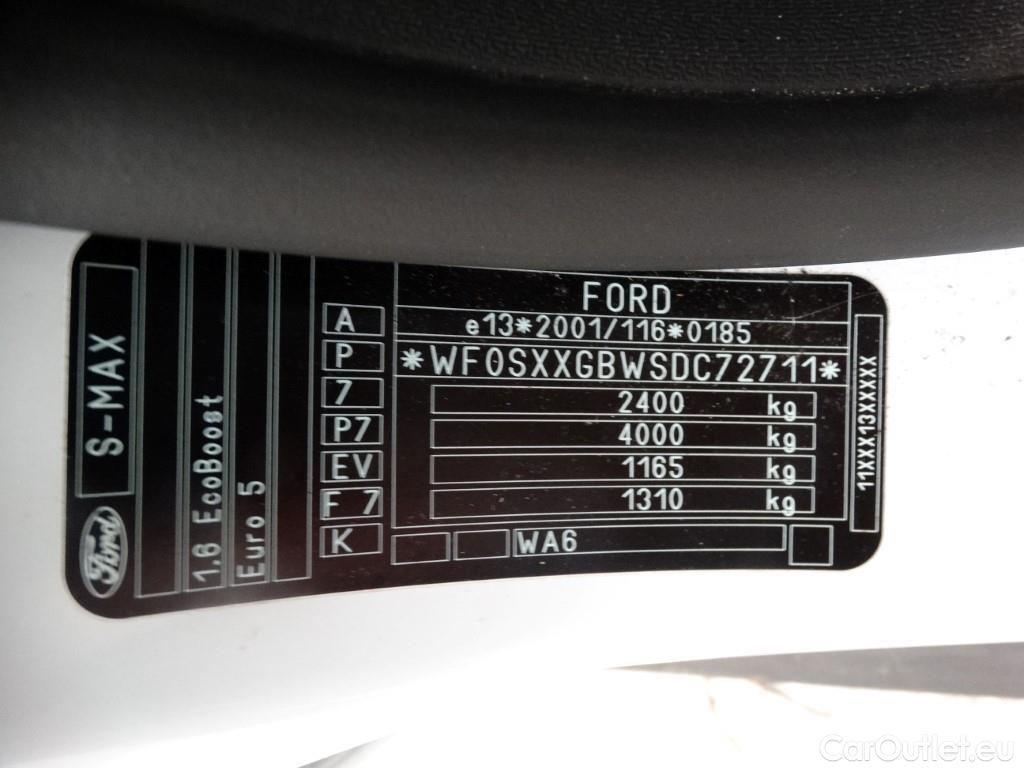 FORD
e13*2001/116*0185
*WF0SXXGBWSDC72711*
2400 kg
4000 kg
1165 kg
1310 kg
WA6
A
P
7
P7
EV
F 7
K
S-MAX
Ford
1.6 EcoBoost
Euro 5
11XXX13XXXXX
CarOutlet.eu